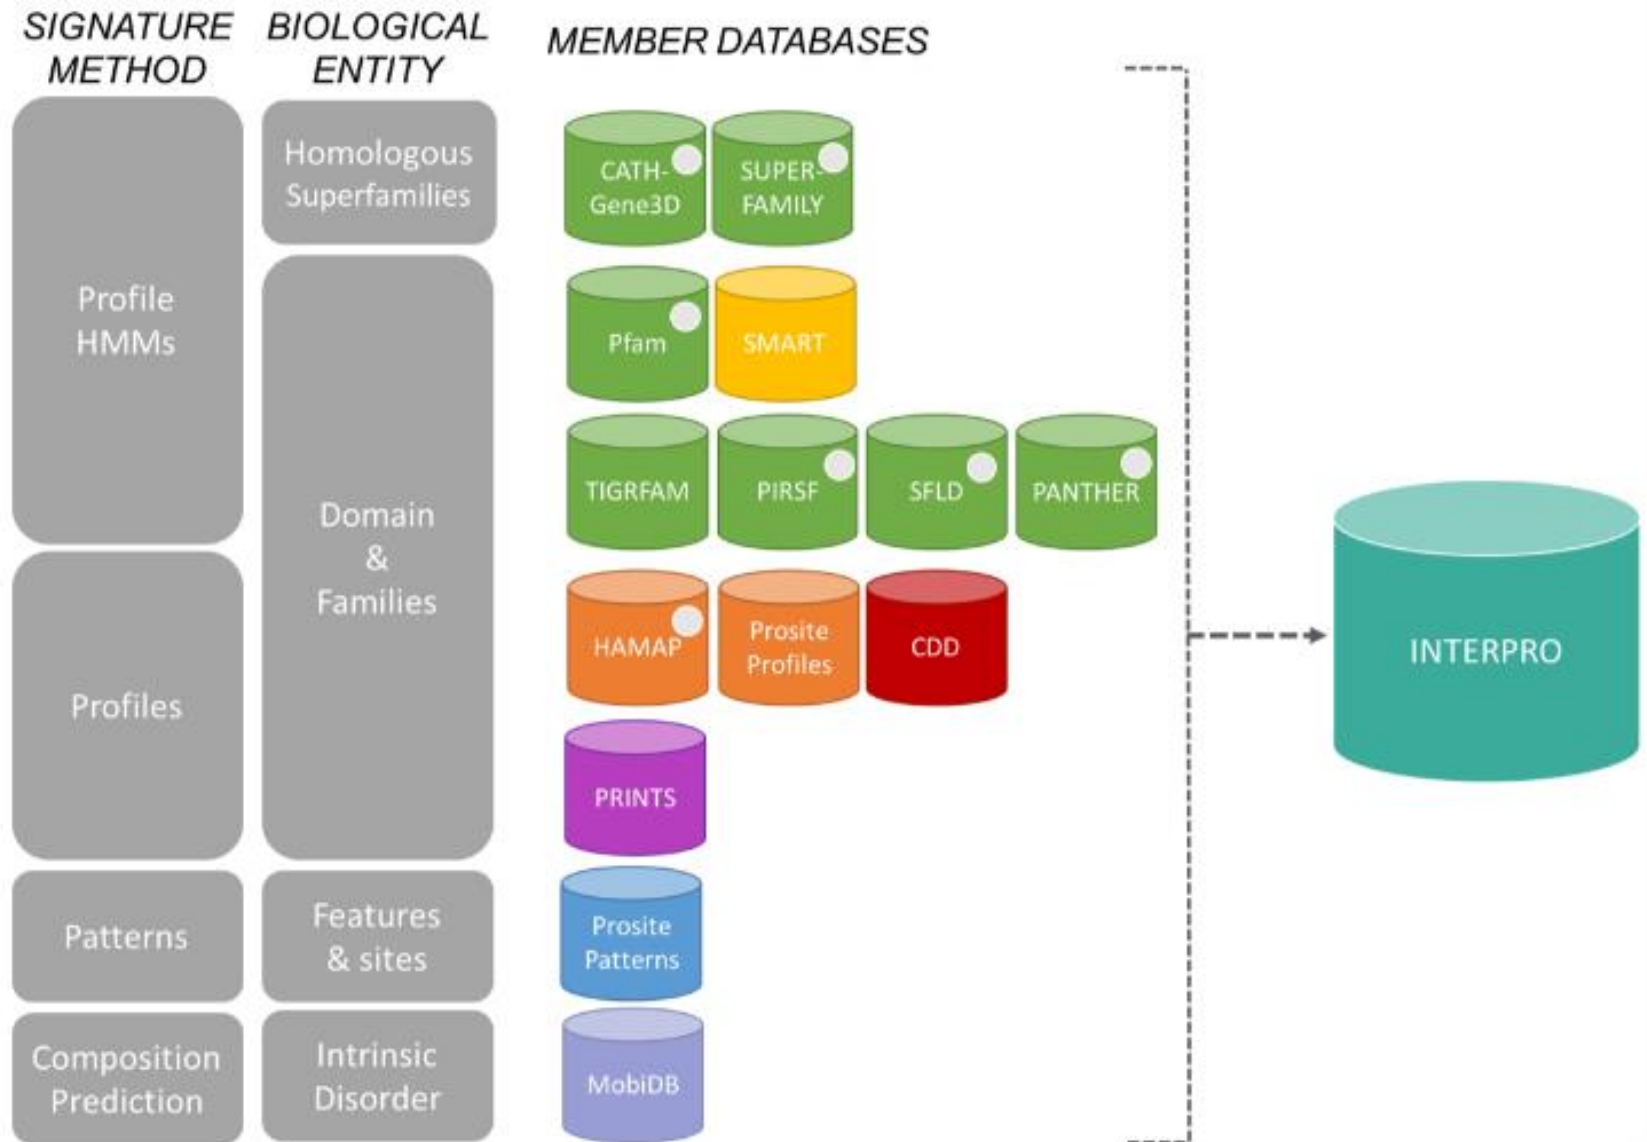 SIGNATURE
METHOD
BIOLOGICAL
ENTITY
MEMBER DATABASES
Profile
HMMs
Homologous
Superfamilies
CATH-
Gene3D
SUPER-
FAMILY
Domain
&
Families
Pfam
SMART
TIGRFAM
PIRSF
SFLD
PANTHER
Profiles
HAMAP
Prosite
Profiles
CDD
PRINTS
Patterns
Features
& sites
Prosite
Patterns
Composition
Prediction
Intrinsic
Disorder
MobiDB
INTERPRO